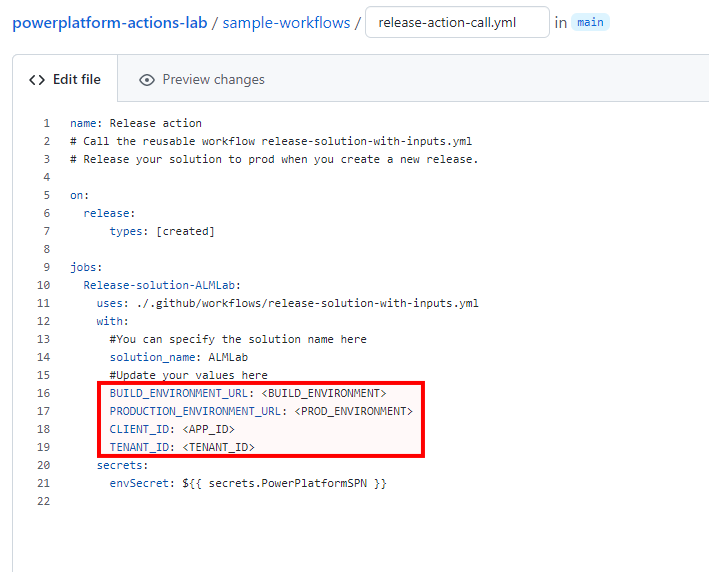 powerplatform-actions-lab / sample-workflows / release-action-call.yml in main
<> Edit file Preview changes
1 name: Release action
2 # Call the reusable workflow release-solution-with-inputs.yml
3 # Release your solution to prod when you create a new release.
4
5 on:
6 release:
7 types: [created]
8
9 jobs:
10 Release-solution-ALMLab:
11 uses: ./.github/workflows/release-solution-with-inputs.yml
12 with:
13 #You can specify the solution name here
14 solution_name: ALMLab
15 #Update your values here
16 BUILD_ENVIRONMENT_URL: <BUILD_ENVIRONMENT>
17 PRODUCTION_ENVIRONMENT_URL: <PROD_ENVIRONMENT>
18 CLIENT_ID: <APP_ID>
19 TENANT_ID: <TENANT_ID>
20 secrets:
21 envSecret: ${{ secrets.PowerPlatformSPN }}
22